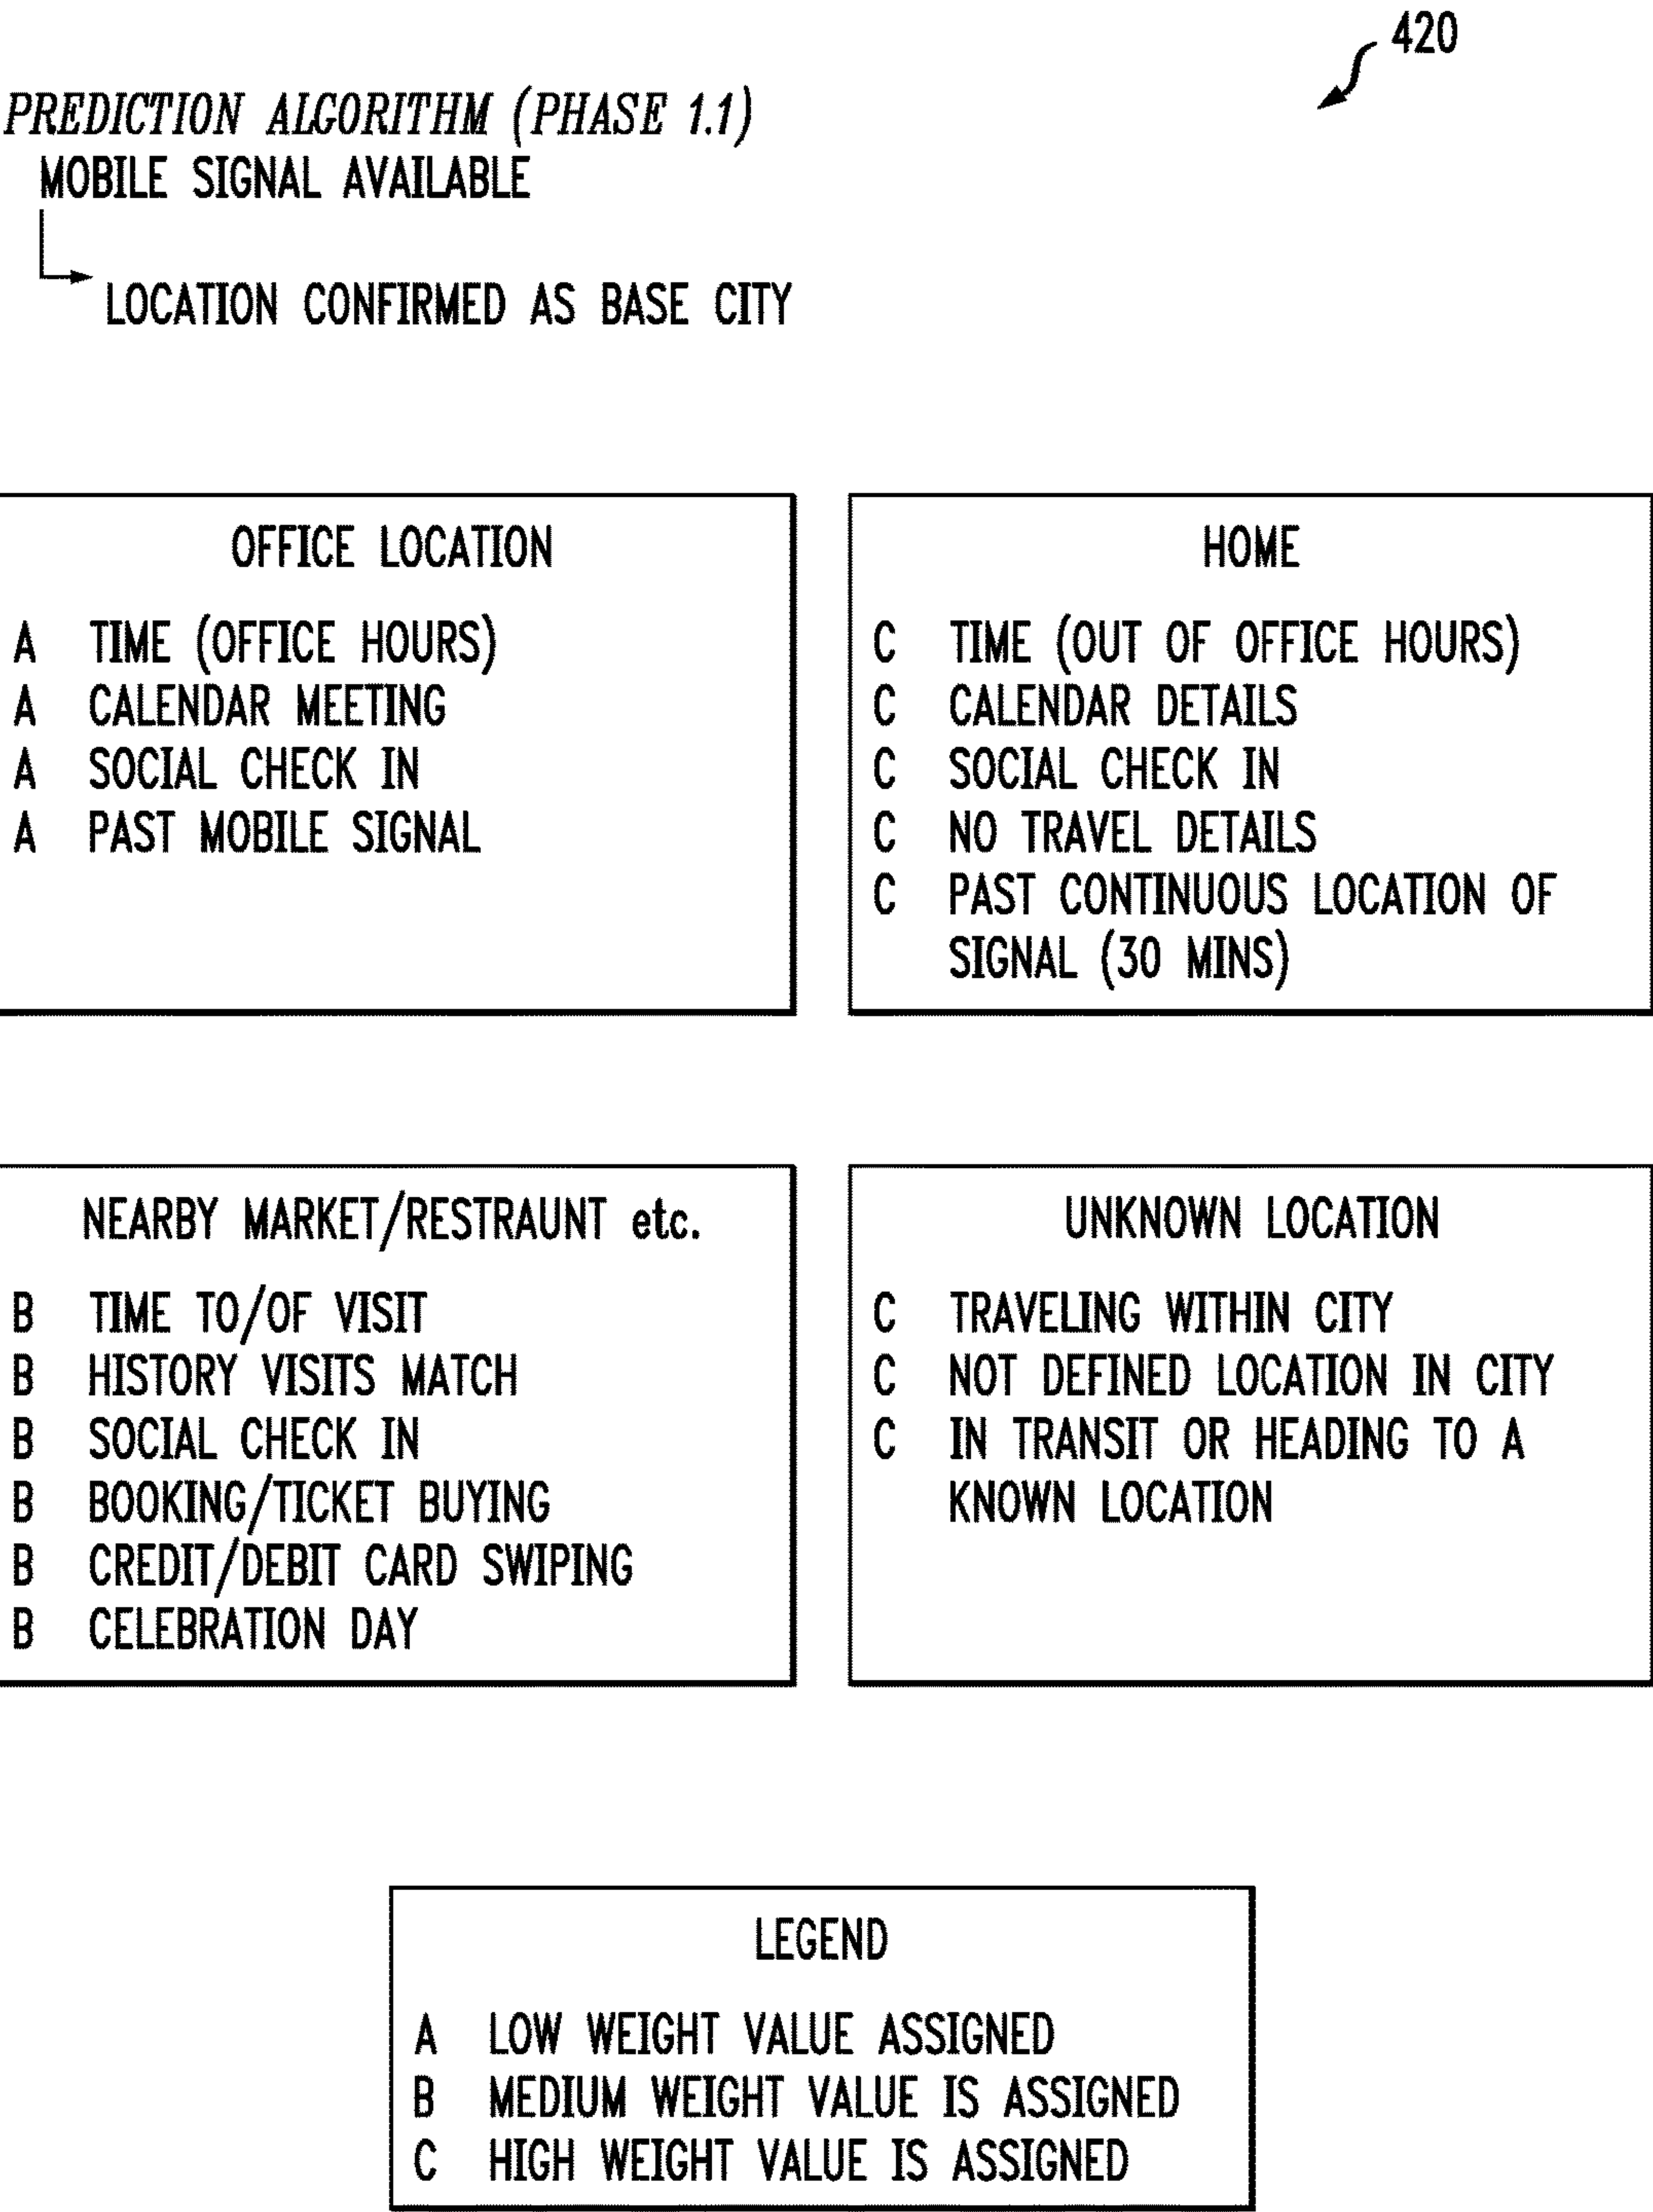 420
PREDICTION ALGORITHM (PHASE 1.1)
MOBILE SIGNAL AVAILABLE
LOCATION CONFIRMED AS BASE CITY
OFFICE LOCATION
A TIME (OFFICE HOURS)
A CALENDAR MEETING
A SOCIAL CHECK IN
A PAST MOBILE SIGNAL
HOME
C TIME (OUT OF OFFICE HOURS)
C CALENDAR DETAILS
C SOCIAL CHECK IN
C NO TRAVEL DETAILS
C PAST CONTINUOUS LOCATION OF
SIGNAL (30 MINS)
NEARBY MARKET/RESTRAUNT etc.
B TIME TO/OF VISIT
B HISTORY VISITS MATCH
B SOCIAL CHECK IN
B BOOKING/TICKET BUYING
B CREDIT/DEBIT CARD SWIPING
B CELEBRATION DAY
UNKNOWN LOCATION
C TRAVELING WITHIN CITY
C NOT DEFINED LOCATION IN CITY
C IN TRANSIT OR HEADING TO A
KNOWN LOCATION
LEGEND
A LOW WEIGHT VALUE ASSIGNED
B MEDIUM WEIGHT VALUE IS ASSIGNED
C HIGH WEIGHT VALUE IS ASSIGNED